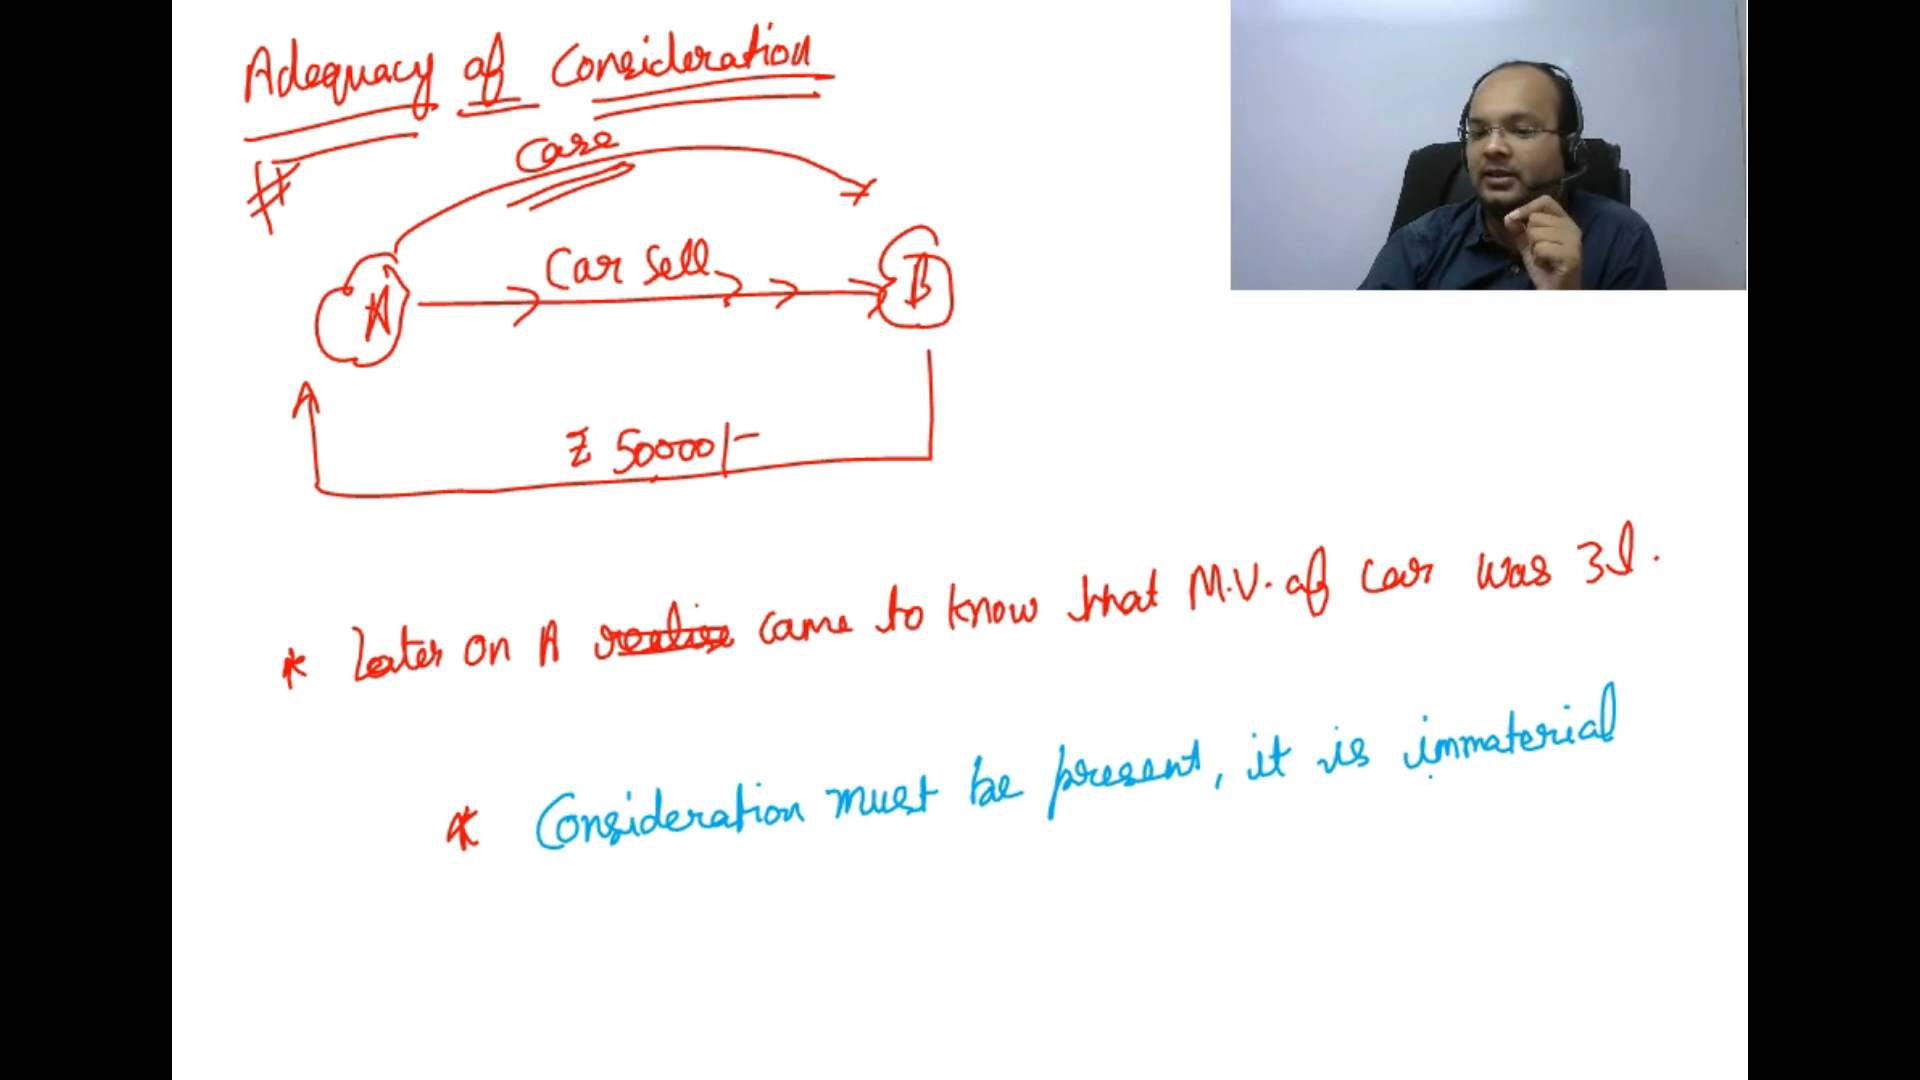 Adequacy of Consideration
#
Case
Car Sell
A
B
₹ 50000/-
* Later on A realise came to know that M.V. of Car was 3l.
* Consideration must be present, it is immaterial